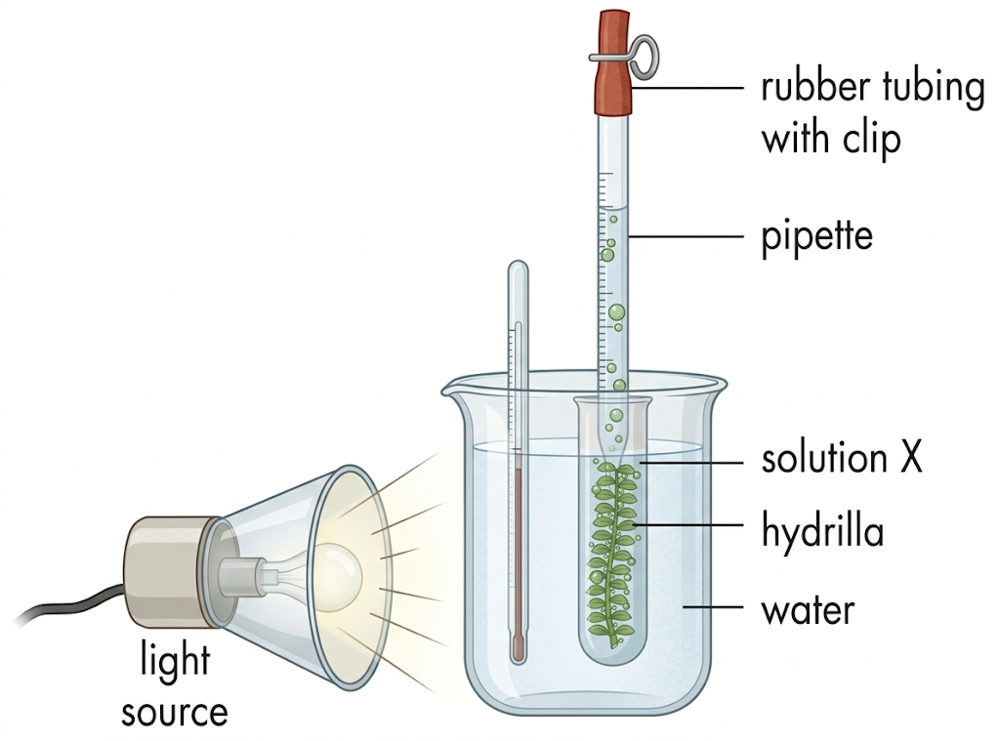 rubber tubing
with clip
pipette
solution X
hydrilla
water
light
source